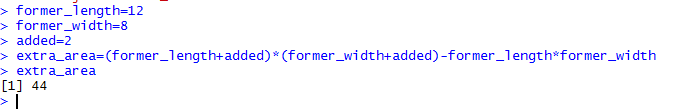 > former_length=12
> former_width=8
> added=2
> extra_area=(former_length+added)*(former_width+added)-former_length*former_width
> extra_area
[1] 44
>